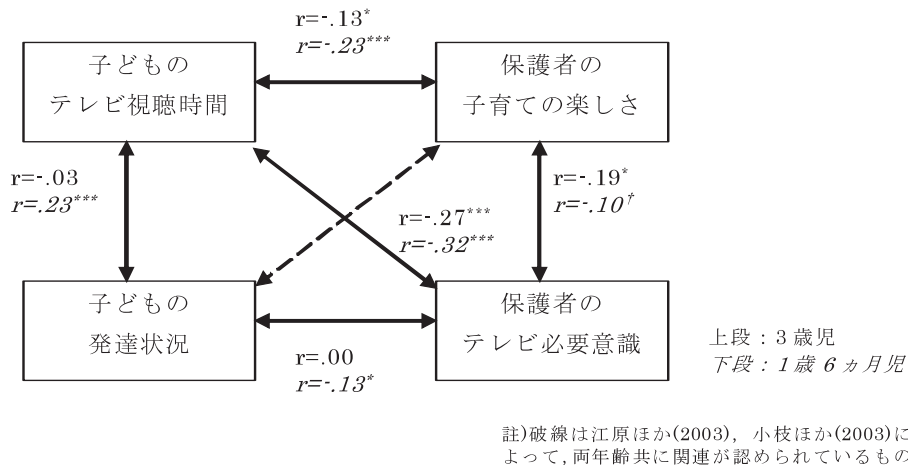 r=-.13*
r=-.23***
子どもの
テレビ視聴時間
保護者の
子育ての楽しさ
r=-.03
r=.23***
r=-.27***
r=-.32***
r=-.19*
r=-.10†
子どもの
発達状況
保護者の
テレビ必要意識
r=.00
r=-.13*
上段：3歳児
下段：1歳6ヵ月児
註)破線は江原ほか(2003)，小枝ほか(2003)に
よって,両年齢共に関連が認められているもの